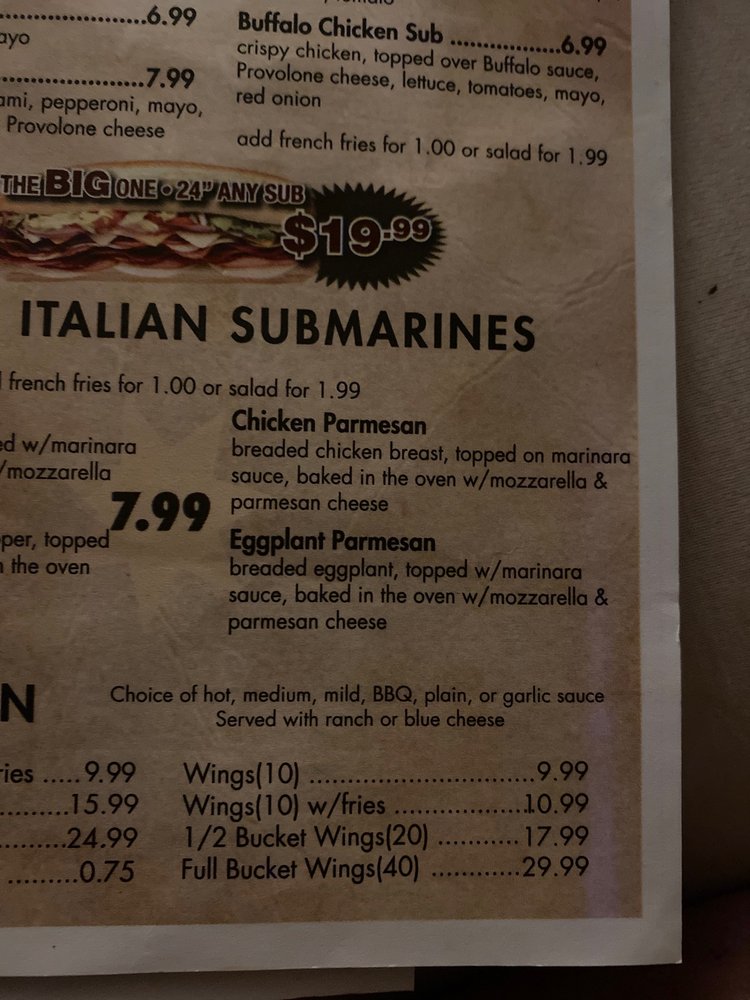 ..................6.99
ayo
..................7.99
ami, pepperoni, mayo,
Provolone cheese
Buffalo Chicken Sub .................6.99
crispy chicken, topped over Buffalo sauce,
Provolone cheese, lettuce, tomatoes, mayo,
red onion
add french fries for 1.00 or salad for 1.99
THE BIG ONE • 24" ANY SUB
$19.99
ITALIAN SUBMARINES
french fries for 1.00 or salad for 1.99
ed w/marinara
/mozzarella
7.99
per, topped
the oven
Chicken Parmesan
breaded chicken breast, topped on marinara
sauce, baked in the oven w/mozzarella &
parmesan cheese
Eggplant Parmesan
breaded eggplant, topped w/marinara
sauce, baked in the oven w/mozzarella &
parmesan cheese
N
Choice of hot, medium, mild, BBQ, plain, or garlic sauce
Served with ranch or blue cheese
ries .....9.99
..........15.99
..........24.99
.........0.75
Wings(10) .............................9.99
Wings(10) w/fries .................10.99
1/2 Bucket Wings(20) ...........17.99
Full Bucket Wings(40) ............29.99